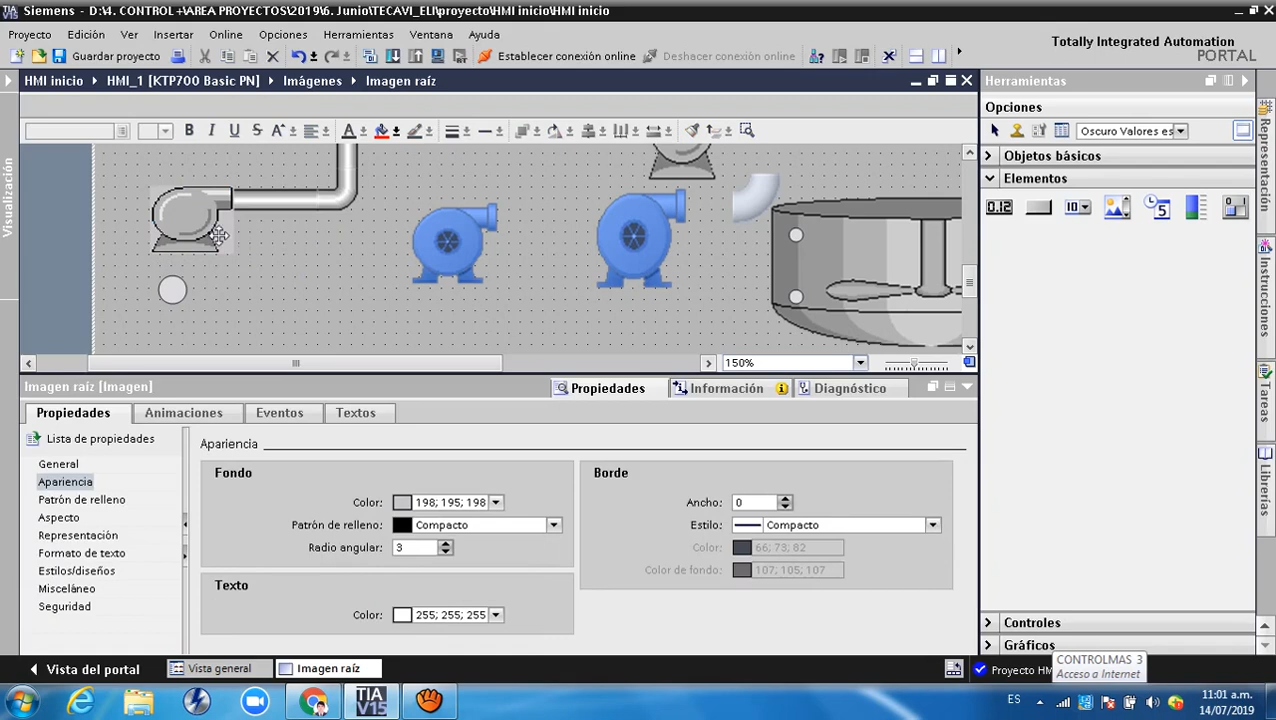 Siemens - D:\4. CONTROL +\AREA PROYECTOS\2019\6. Junio\TECAVI_ELI\proyecto\HMI inicio\HMI inicio
Proyecto Edición Ver Insertar Online Opciones Herramientas Ventana Ayuda
Totally Integrated Automation
PORTAL
Guardar proyecto Establecer conexión online Deshacer conexión online
HMI inicio HMI_1 [KTP700 Basic PN] Imágenes Imagen raíz
Herramientas
Opciones
Oscuro Valores es
Objetos básicos
Elementos
0.12 10 5
Visualización
Representación
Instrucciones
Tareas
Librerías
150%
Imagen raíz [Imagen]
Propiedades Información Diagnóstico
Propiedades Animaciones Eventos Textos
Lista de propiedades
General
Apariencia
Patrón de relleno
Aspecto
Representación
Formato de texto
Estilos/diseños
Misceláneo
Seguridad
Apariencia
Fondo
Color: 198; 195; 198
Patrón de relleno: Compacto
Radio angular: 3
Texto
Color: 255; 255; 255
Borde
Ancho: 0
Estilo: Compacto
Color: 66; 73; 82
Color de fondo: 107; 105; 107
Controles
Gráficos
CONTROLMAS 3
Acceso a Internet
Vista del portal Vista general Imagen raíz
Proyecto HM
TIA V15
ES
11:01 a.m.
14/07/2019